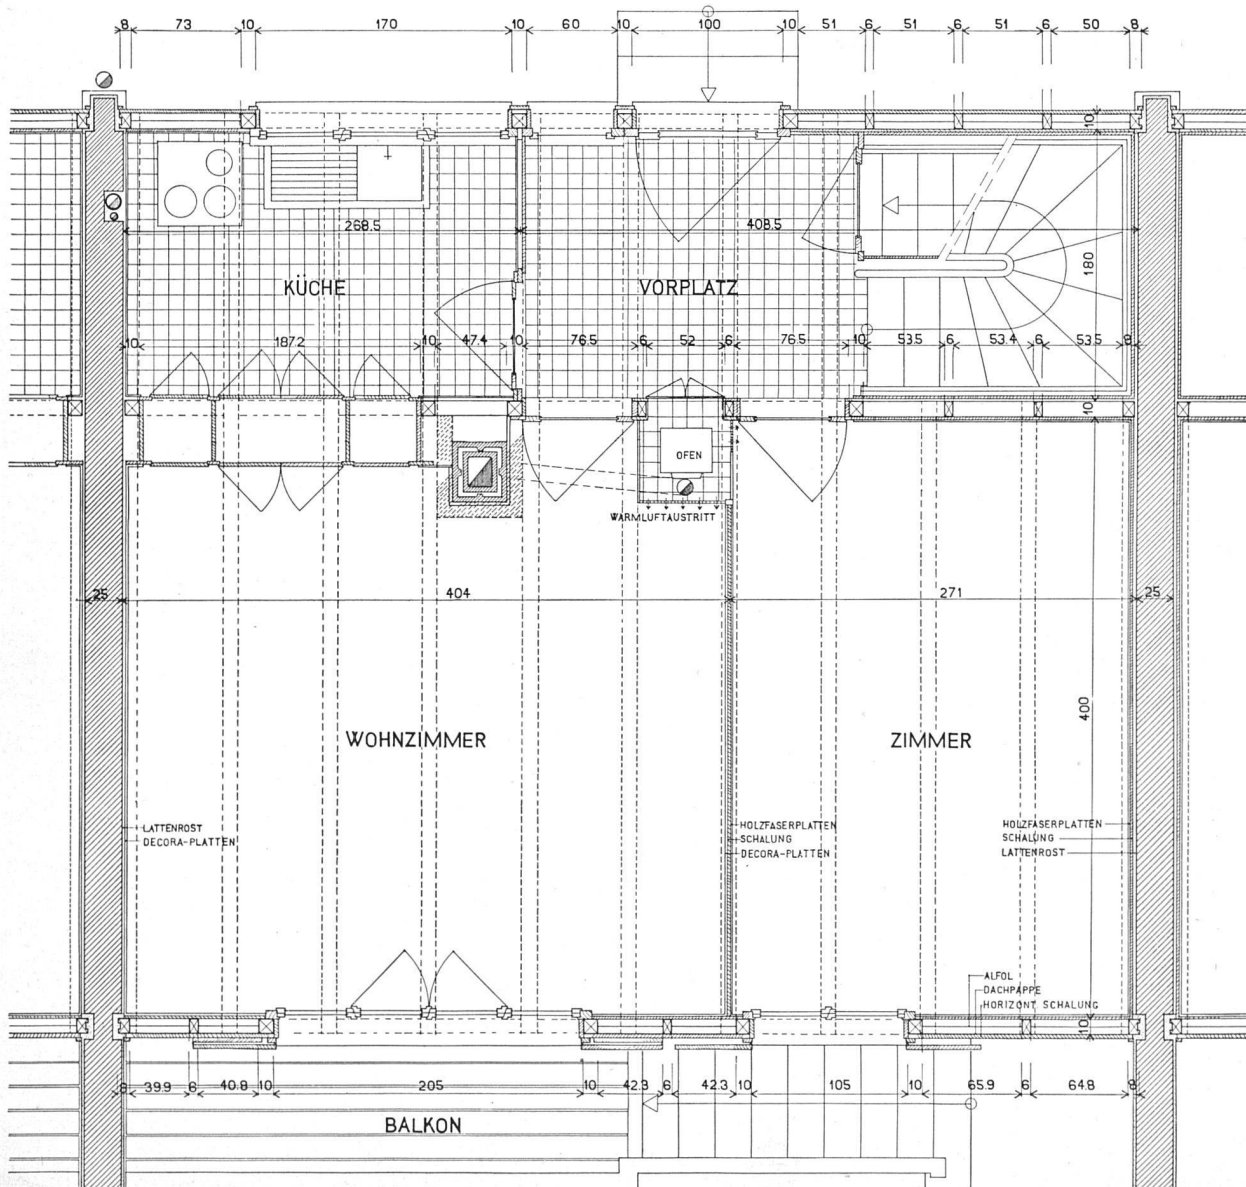 8 73 10 170 10 60 10 100 10 51 6 51 6 51 6 50 8
10
268.5 408.5
180
KÜCHE VORPLATZ
10 187.2 10 47.4 10 76.5 6 52 6 76.5 10 53.5 6 53.4 6 53.5 8
10
OFEN
WARMLUFTAUSTRITT
25 404 271 25
400
WOHNZIMMER ZIMMER
LATTENROST
DECORA-PLATTEN
HOLZFASERPLATTEN
SCHALUNG
DECORA-PLATTEN
HOLZFASERPLATTEN
SCHALUNG
LATTENROST
ALFOL
DACHPAPPE
HORIZONT. SCHALUNG
10
8 39.9 6 40.8 10 205 10 42.3 6 42.3 10 105 10 65.9 6 64.8 8
BALKON